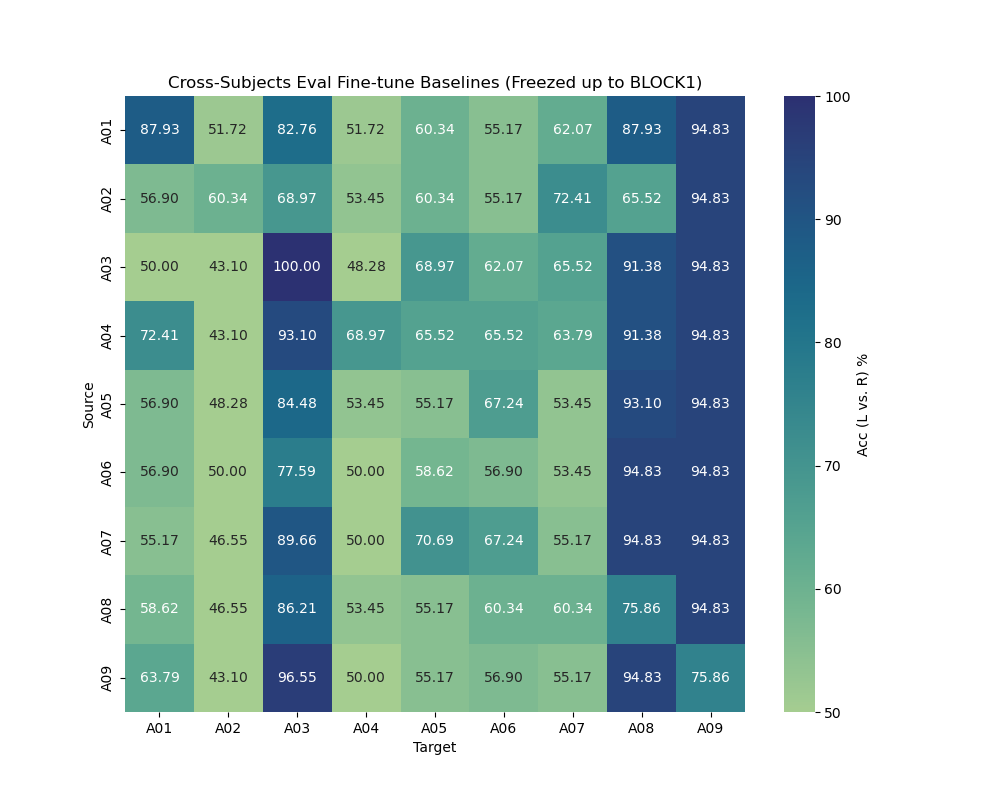 Cross-Subjects Eval Fine-tune Baselines (Freezed up to BLOCK1)
A01 87.93 51.72 82.76 51.72 60.34 55.17 62.07 87.93 94.83
A02 56.90 60.34 68.97 53.45 60.34 55.17 72.41 65.52 94.83
A03 50.00 43.10 100.00 48.28 68.97 62.07 65.52 91.38 94.83
A04 72.41 43.10 93.10 68.97 65.52 65.52 63.79 91.38 94.83
A05 56.90 48.28 84.48 53.45 55.17 67.24 53.45 93.10 94.83
A06 56.90 50.00 77.59 50.00 58.62 56.90 53.45 94.83 94.83
A07 55.17 46.55 89.66 50.00 70.69 67.24 55.17 94.83 94.83
A08 58.62 46.55 86.21 53.45 55.17 60.34 60.34 75.86 94.83
A09 63.79 43.10 96.55 50.00 55.17 56.90 55.17 94.83 75.86
A01 A02 A03 A04 A05 A06 A07 A08 A09
Target
Source
100
90
80
70
60
50
Acc (L vs. R) %